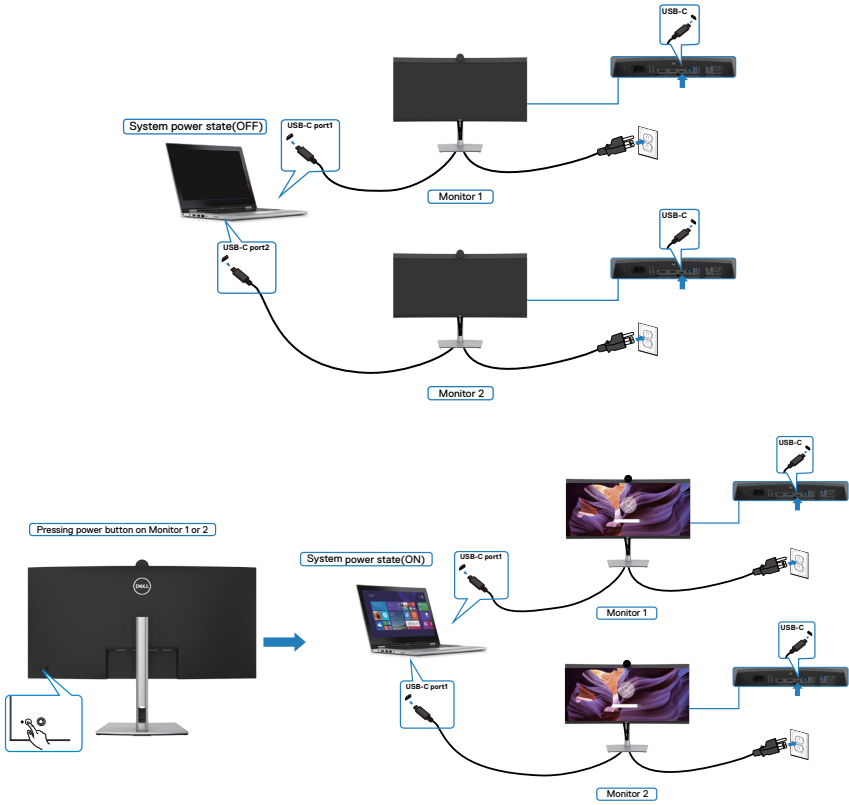 USB-C
System power state(OFF)
USB-C port1
Monitor 1
USB-C
USB-C port2
Monitor 2
USB-C
Pressing power button on Monitor 1 or 2
System power state(ON)
USB-C port1
DELL
Monitor 1
USB-C
USB-C port1
Monitor 2